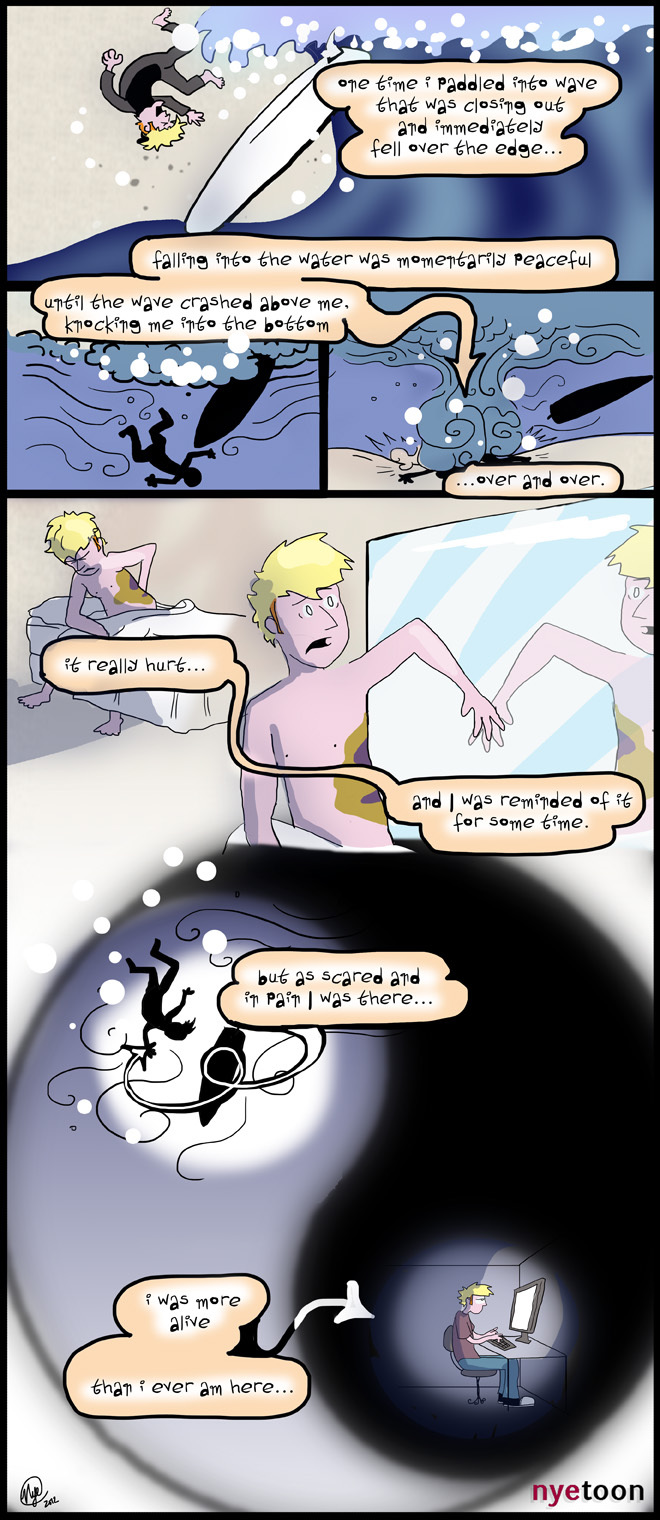 one time i paddled into wave
that was closing out
and immediately
fell over the edge...
falling into the water was momentarily peaceful
until the wave crashed above me,
knocking me into the bottom
...over and over.
it really hurt...
and I was reminded of it
for some time.
but as scared and
in pain I was there...
i was more
alive
than i ever am here...
Nye
2012
nyetoon